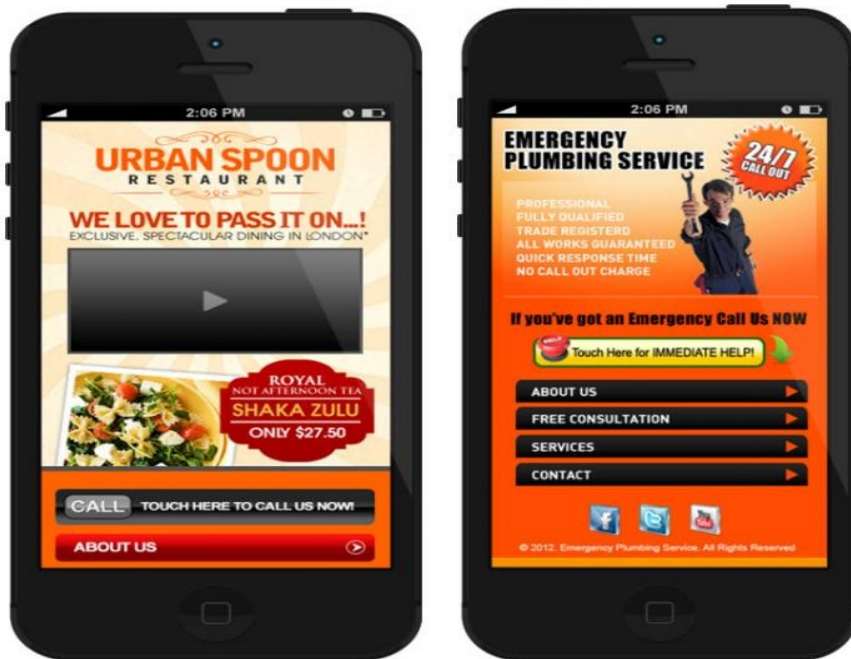 2:06 PM
URBAN SPOON
RESTAURANT
WE LOVE TO PASS IT ON...!
EXCLUSIVE, SPECTACULAR DINING IN LONDON*
ROYAL
NOT AFTERNOON TEA
SHAKA ZULU
ONLY $27.50
CALL TOUCH HERE TO CALL US NOW!
ABOUT US
2:06 PM
EMERGENCY
PLUMBING SERVICE
24/7
CALL OUT
PROFESSIONAL
FULLY QUALIFIED
TRADE REGISTERD
ALL WORKS GUARANTEED
QUICK RESPONSE TIME
NO CALL OUT CHARGE
If you've got an Emergency Call Us NOW
HELP
Touch Here for IMMEDIATE HELP!
ABOUT US
FREE CONSULTATION
SERVICES
CONTACT
f
t
You
Tube
© 2012. Emergency Plumbing Service. All Rights Reserved